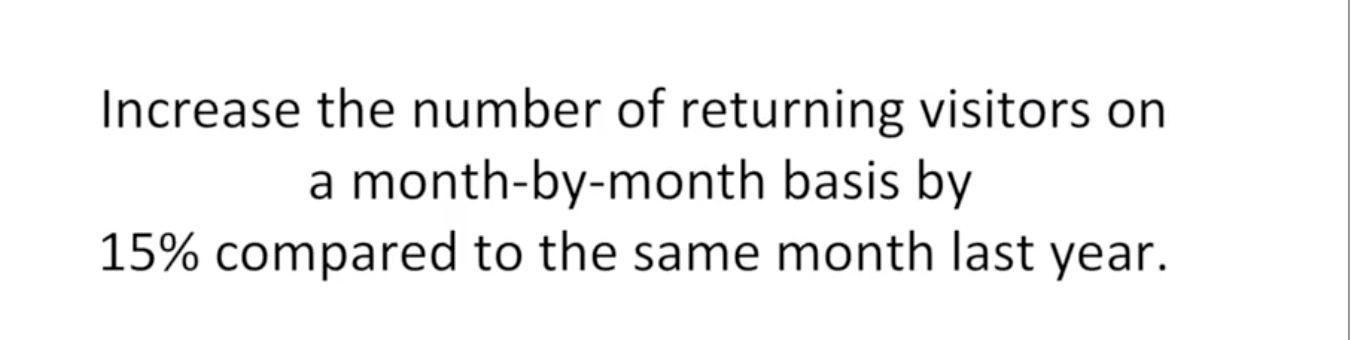 Increase the number of returning visitors on
a month-by-month basis by
15% compared to the same month last year.